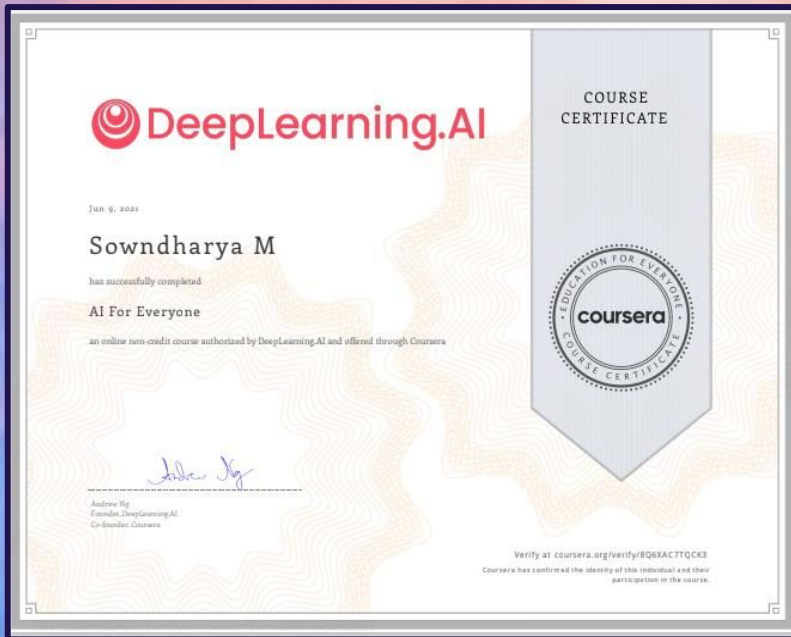 DeepLearning.AI
COURSE
CERTIFICATE
Jun 9, 2021
Sowndharya M
has successfully completed
AI For Everyone
an online non-credit course authorized by DeepLearning.AI and offered through Coursera
EDUCATION FOR EVERYONE
coursera
COURSE CERTIFICATE
Andrew Ng
Andrew Ng
Founder, DeepLearning.AI
Co-founder, Coursera
Verify at coursera.org/verify/8Q6XAC7TQCK3
Coursera has confirmed the identity of this individual and their
participation in the course.